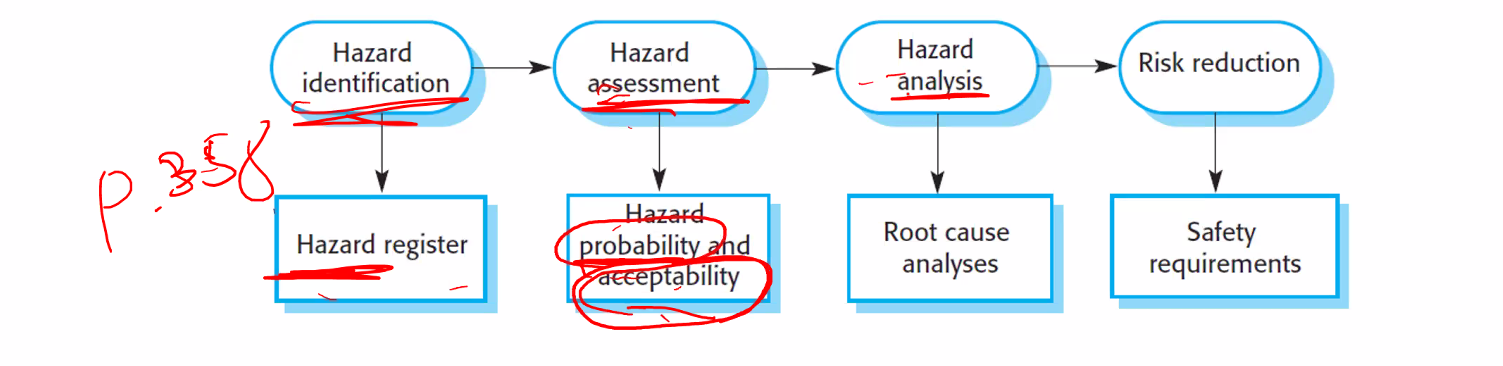 Hazard
identification
Hazard
assessment
Hazard
analysis
Risk reduction
p.358
Hazard register
Hazard
probability and
acceptability
Root cause
analyses
Safety
requirements